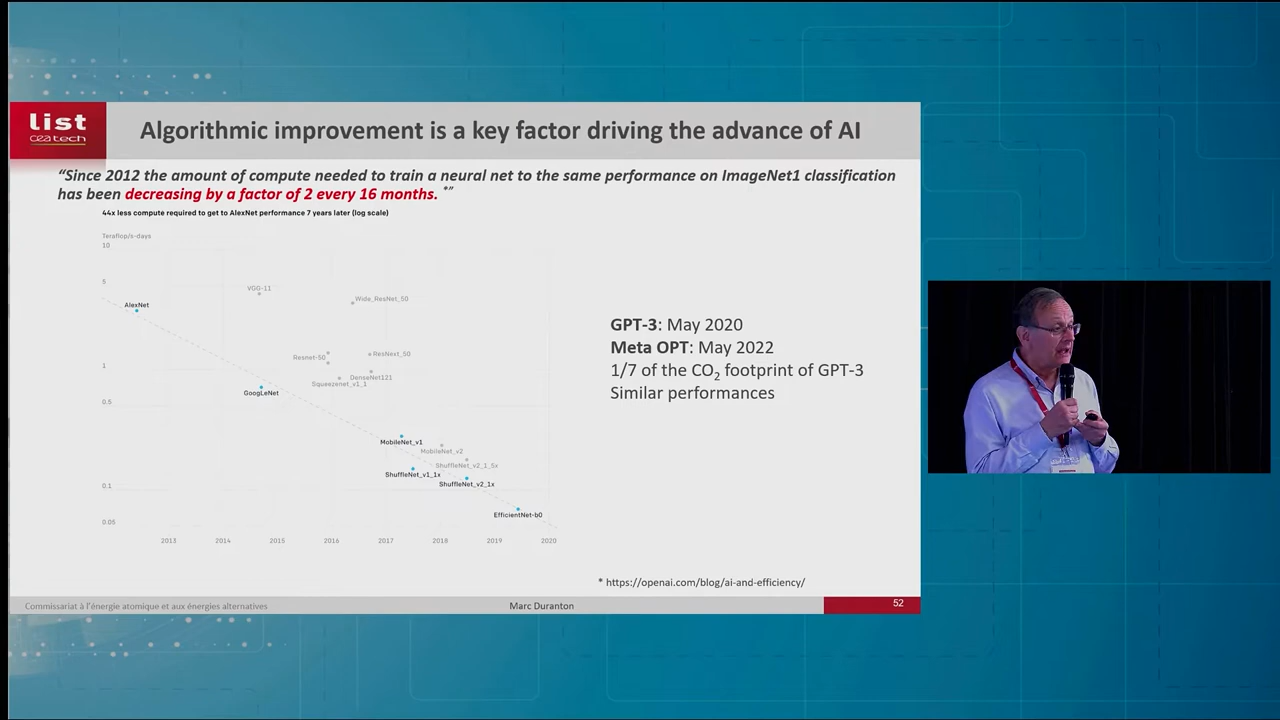 list
ceatech
Algorithmic improvement is a key factor driving the advance of AI
“Since 2012 the amount of compute needed to train a neural net to the same performance on ImageNet1 classification
has been decreasing by a factor of 2 every 16 months. *”
44x less compute required to get to AlexNet performance 7 years later (log scale)
Teraflop/s-days
10
5
VGG-11
Wide_ResNet_50
AlexNet
Resnet-50
ResNext_50
1
DenseNet121
Squeezenet_v1_1
GoogLeNet
0.5
MobileNet_v1
MobileNet_v2
ShuffleNet_v2_1_5x
ShuffleNet_v1_1x
0.1
ShuffleNet_v2_1x
EfficientNet-b0
0.05
2013 2014 2015 2016 2017 2018 2019 2020
GPT-3: May 2020
Meta OPT: May 2022
1/7 of the CO2 footprint of GPT-3
Similar performances
* https://openai.com/blog/ai-and-efficiency/
Commissariat à l’énergie atomique et aux énergies alternatives
Marc Duranton
52